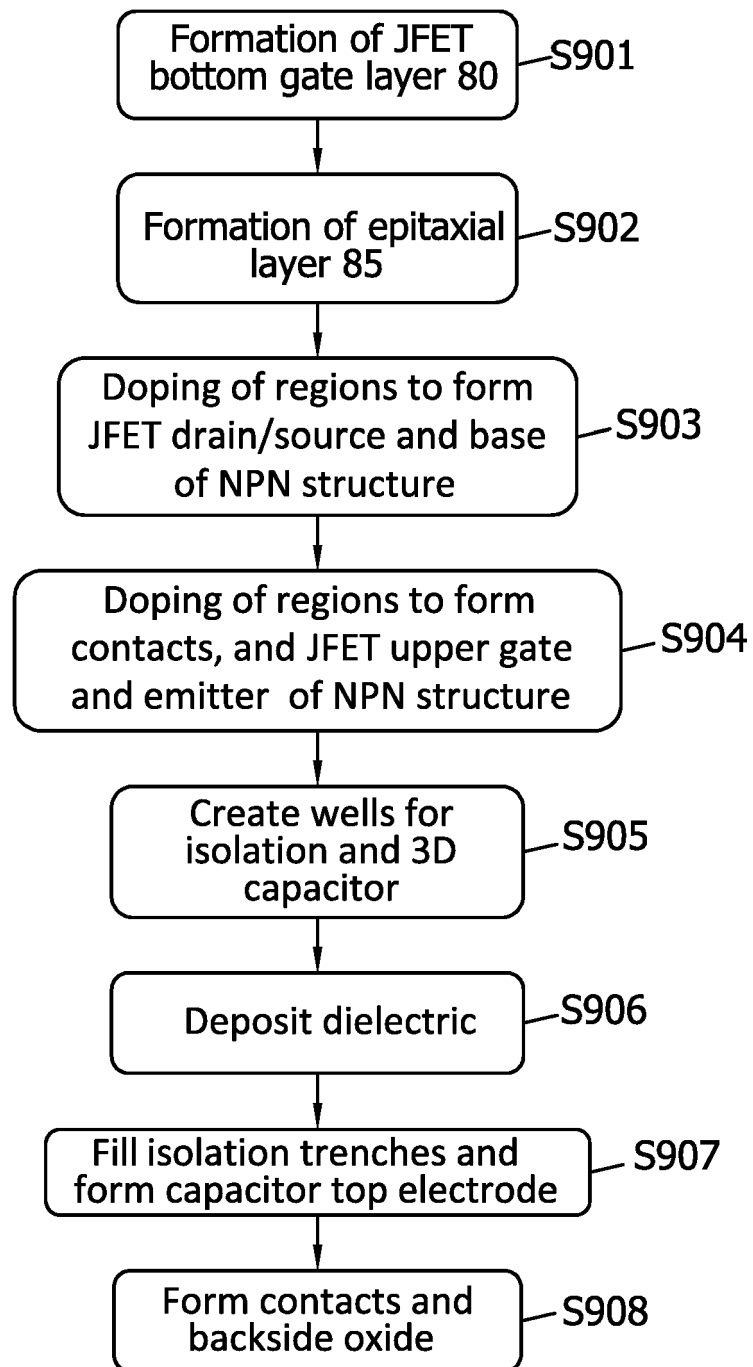 Formation of JFET
bottom gate layer 80
S901
Formation of epitaxial
layer 85
S902
Doping of regions to form
JFET drain/source and base
of NPN structure
S903
Doping of regions to form
contacts, and JFET upper gate
and emitter of NPN structure
S904
Create wells for
isolation and 3D
capacitor
S905
Deposit dielectric
S906
Fill isolation trenches and
form capacitor top electrode
S907
Form contacts and
backside oxide
S908